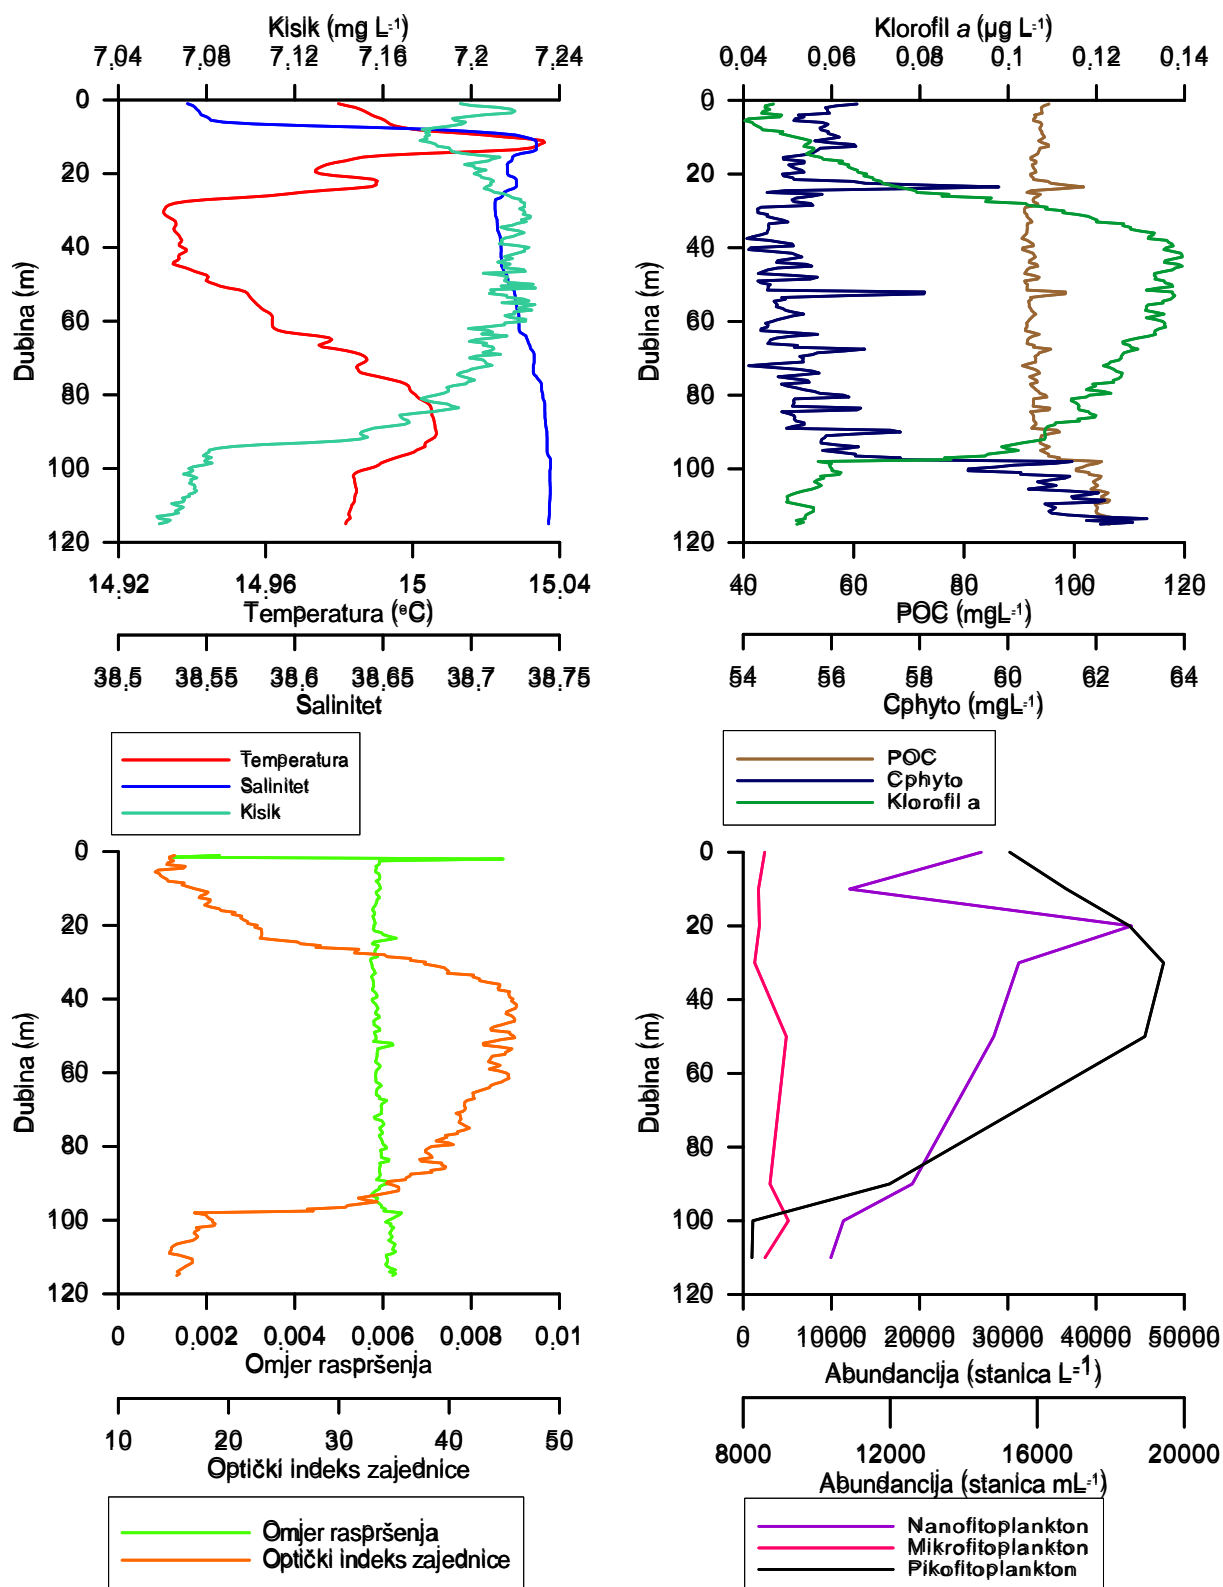 Kisik (mg L-1)
7.04 7.08 7.12 7.16 7.2 7.24
0
20
40
60
80
100
120
Dubina (m)
14.92 14.96 15 15.04
Temperatura (°C)
38.5 38.55 38.6 38.65 38.7 38.75
Salinitet
Temperatura
Salinitet
Kisik
Klorofil a (µg L-1)
0.04 0.06 0.08 0.1 0.12 0.14
0
20
40
60
80
100
120
Dubina (m)
40 60 80 100 120
POC (mgL-1)
54 56 58 60 62 64
Cphyto (mgL-1)
POC
Cphyto
Klorofil a
0
20
40
60
80
100
120
Dubina (m)
0 0.002 0.004 0.006 0.008 0.01
Omjer raspršenja
10 20 30 40 50
Optički indeks zajednice
Omjer raspršenja
Optički indeks zajednice
0
20
40
60
80
100
120
Dubina (m)
0 10000 20000 30000 40000 50000
Abundancija (stanica L-1)
8000 12000 16000 20000
Abundancija (stanica mL-1)
Nanofitoplankton
Mikrofitoplankton
Pikofitoplankton